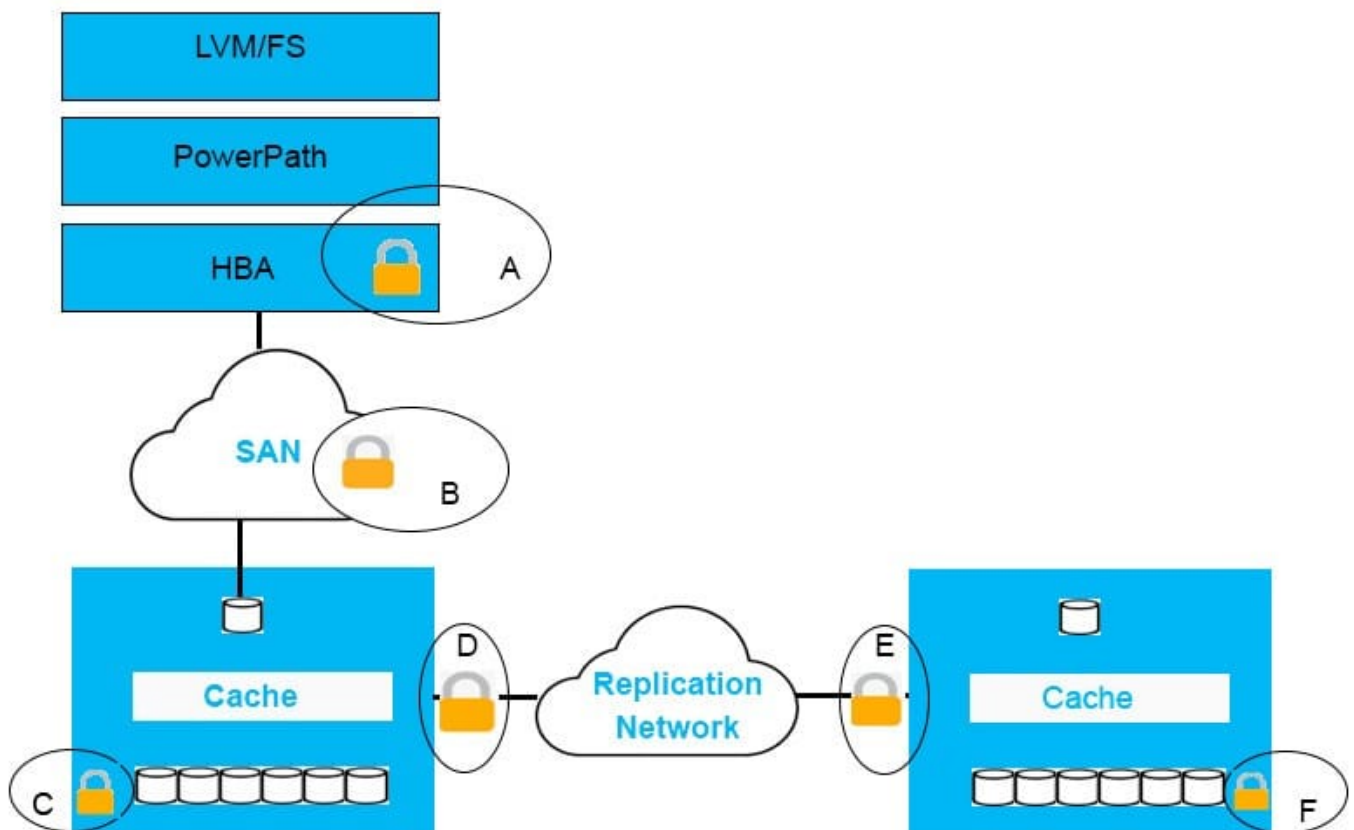 LVM/FS
PowerPath
HBA
A
SAN
B
D
E
Replication
Network
Cache
Cache
C
F